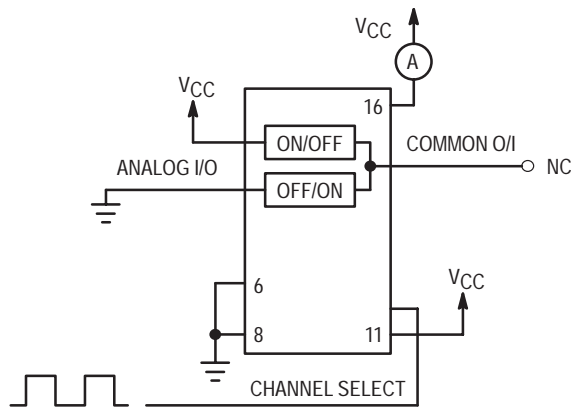 VCC
A
VCC
16
ON/OFF
COMMON O/I
NC
ANALOG I/O
OFF/ON
VCC
6
8
11
CHANNEL SELECT